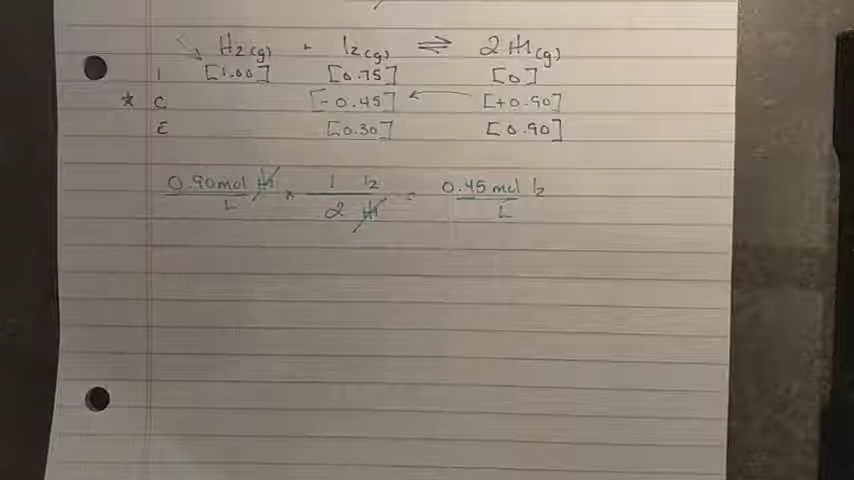 H2(g) + I2(g) ⇌ 2HI(g)
I [1.00] [0.75] [0]
★ C [-0.45] ← [+0.90]
E [0.30] [0.90]
0.90mol HI / L × 1 I2 / 2 HI = 0.45 mol I2 / L